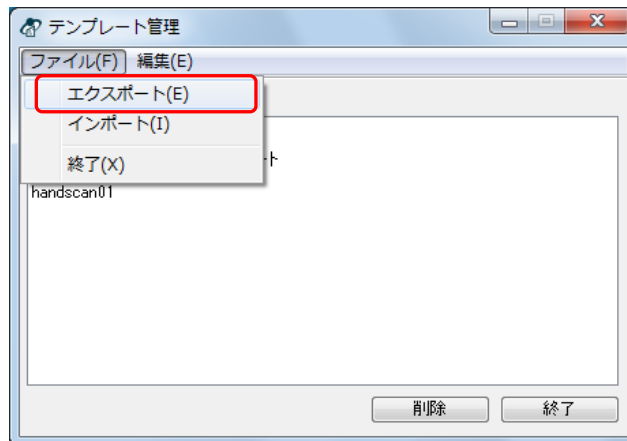 テンプレート管理
ファイル(F) 編集(E)
エクスポート(E)
インポート(I)
終了(X)
ート
handscan01
削除 終了